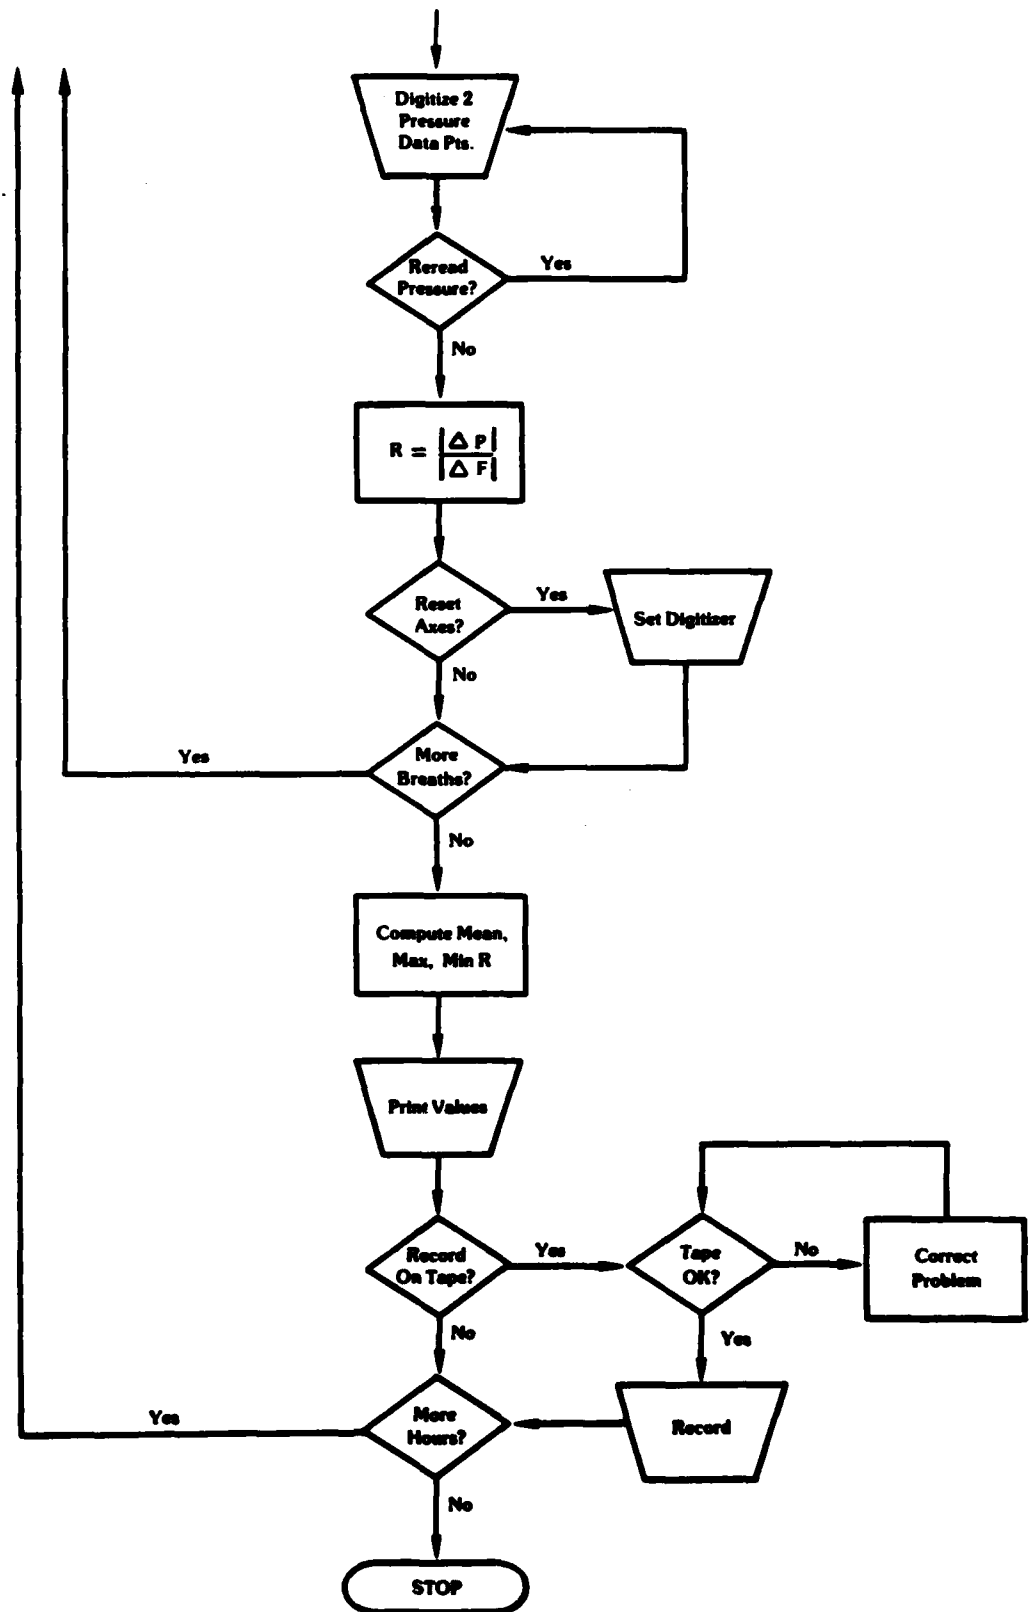 Digitize 2
Pressure
Data Pts.
Reread
Pressure?
Yes
No
R = |Δ P|
|Δ F|
Reset
Axes?
Yes
Set Digitizer
No
More
Breaths?
Yes
No
Compute Mean,
Max, Min R
Print Values
Record
On Tape?
Yes
Tape
OK?
No
Correct
Problem
No
Yes
More
Hours?
Yes
Record
No
STOP